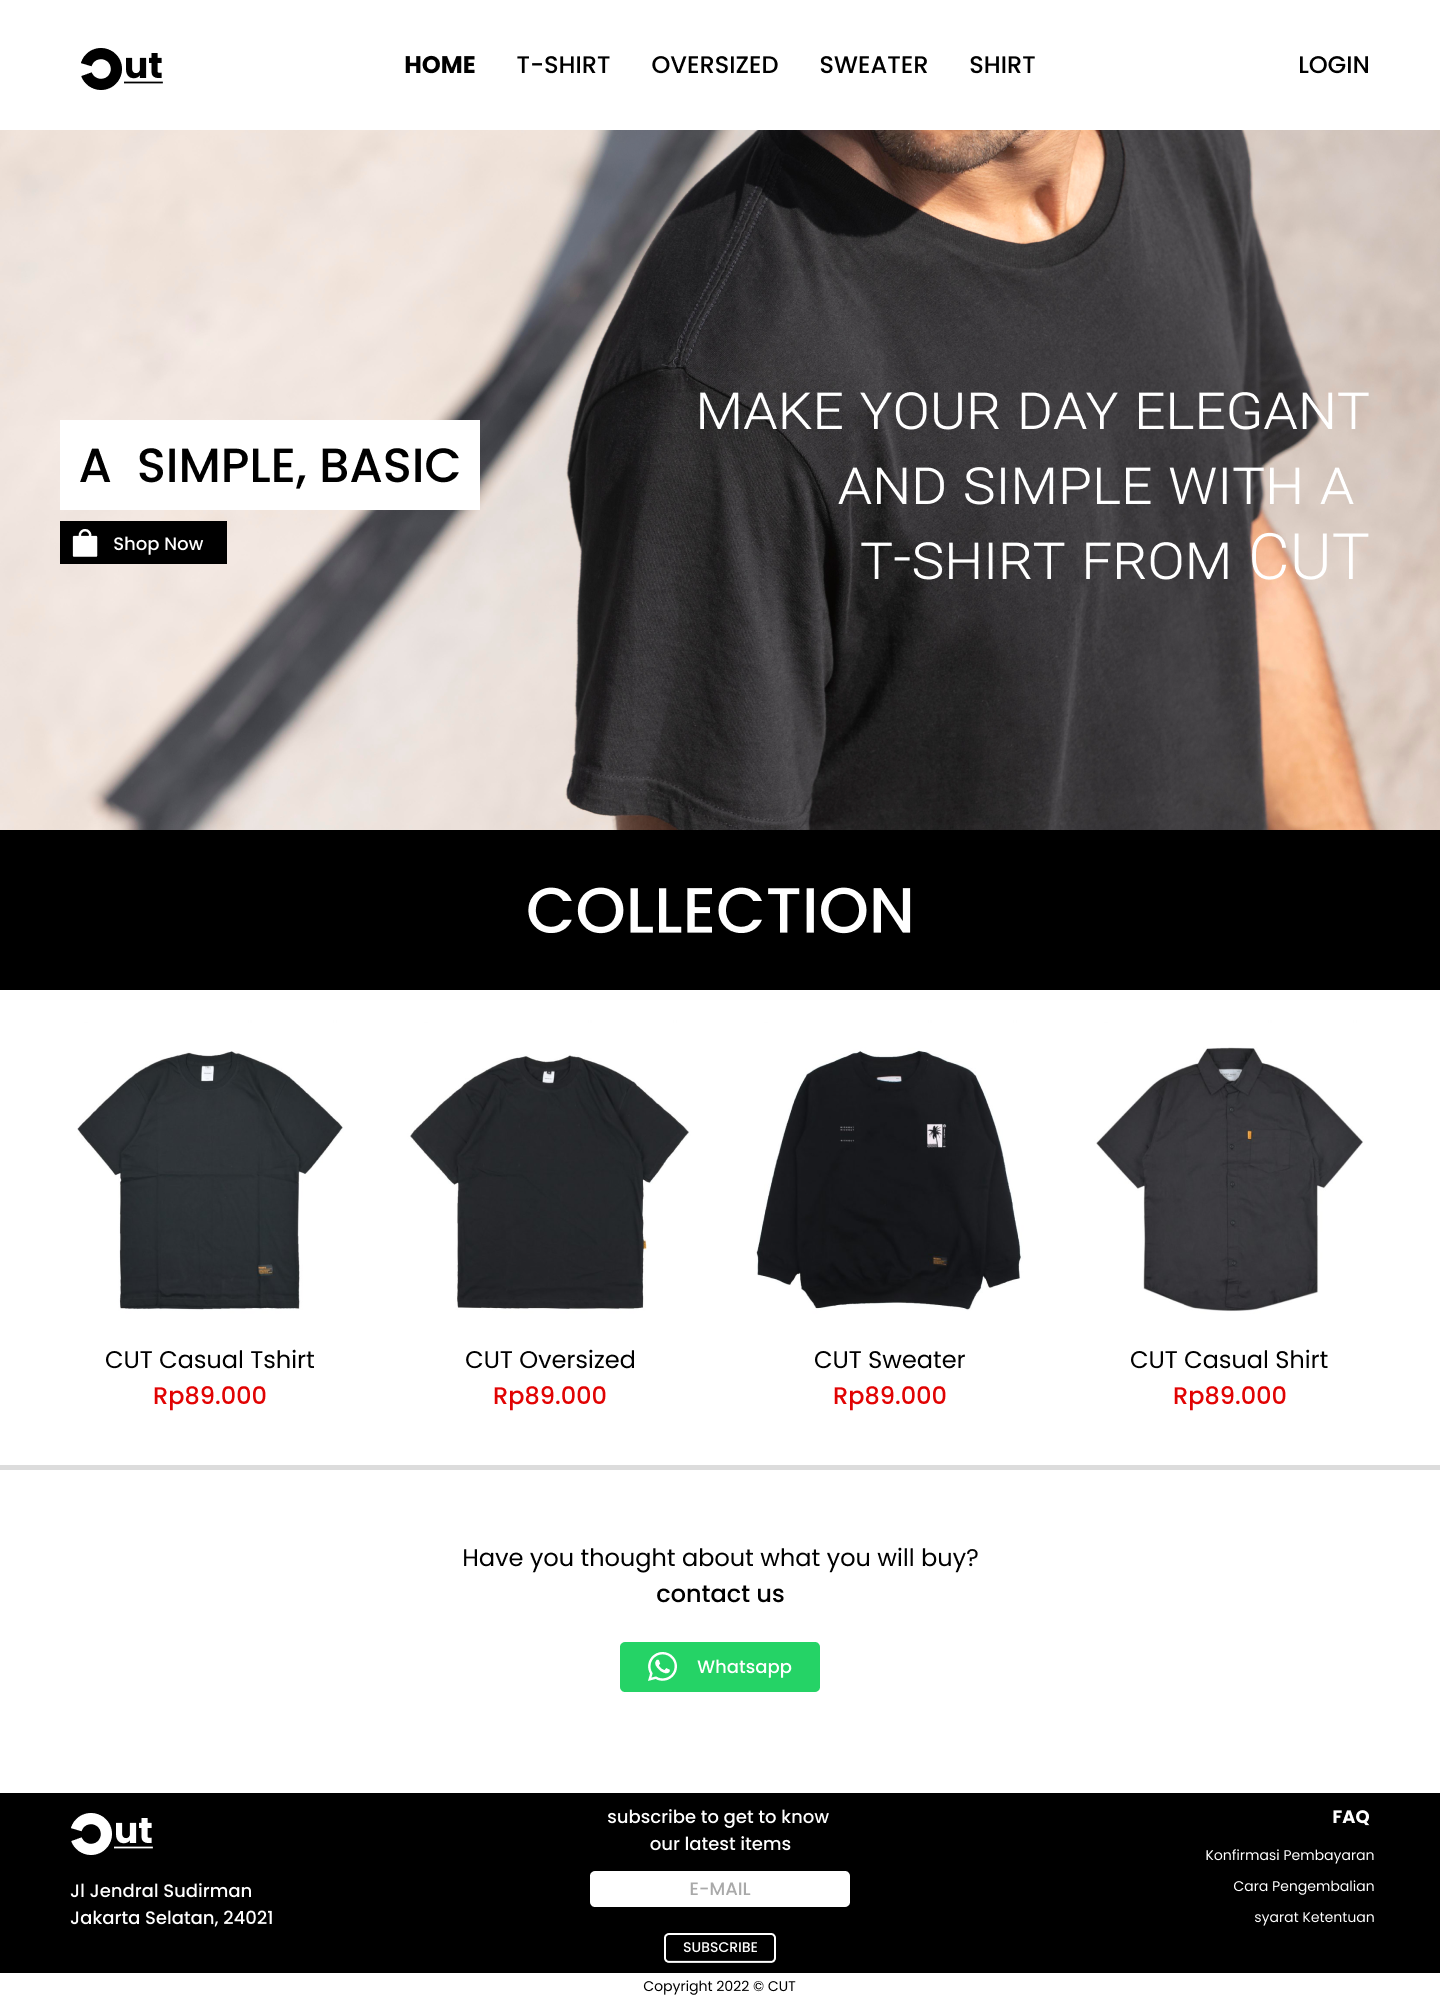 Cut
HOME
T-SHIRT
OVERSIZED
SWEATER
SHIRT
LOGIN
A SIMPLE, BASIC
Shop Now
MAKE YOUR DAY ELEGANT
AND SIMPLE WITH A
T-SHIRT FROM CUT
COLLECTION
CUT Casual Tshirt
Rp89.000
CUT Oversized
Rp89.000
CUT Sweater
Rp89.000
CUT Casual Shirt
Rp89.000
Have you thought about what you will buy?
contact us
Whatsapp
Cut
Jl Jendral Sudirman
Jakarta Selatan, 24021
subscribe to get to know
our latest items
E-MAIL
SUBSCRIBE
FAQ
Konfirmasi Pembayaran
Cara Pengembalian
syarat Ketentuan
Copyright 2022 © CUT